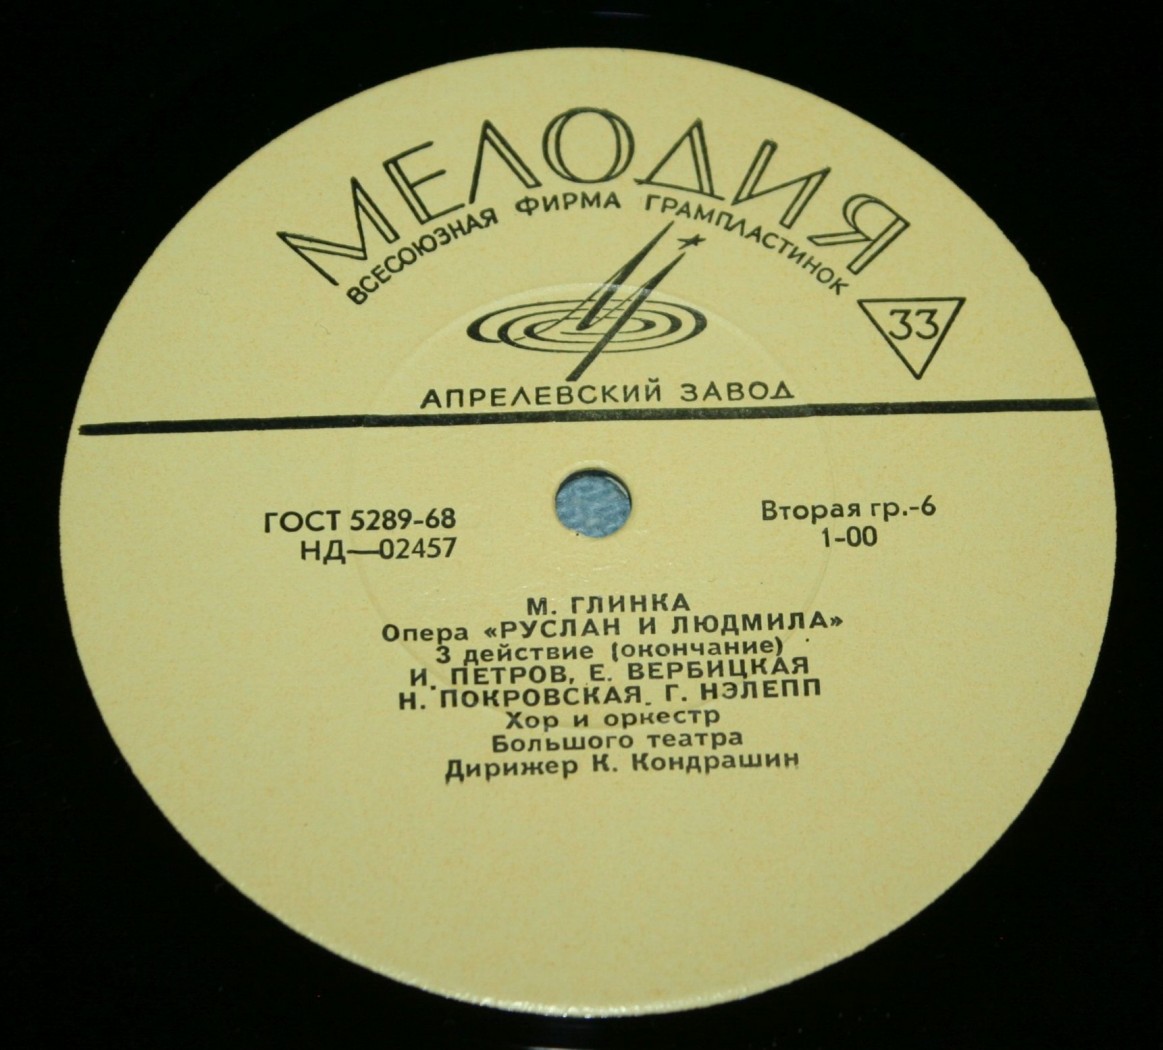 МЕЛОДИЯ
ВСЕСОЮЗНАЯ ФИРМА ГРАМПЛАСТИНОК
33
АПРЕЛЕВСКИЙ ЗАВОД
ГОСТ 5289-68
НД—02457
Вторая гр.-6
1-00
М. ГЛИНКА
Опера «РУСЛАН И ЛЮДМИЛА»
3 действие (окончание)
И. ПЕТРОВ, Е. ВЕРБИЦКАЯ
Н. ПОКРОВСКАЯ, Г. НЭЛЕПП
Хор и оркестр
Большого театра
Дирижер К. Кондрашин